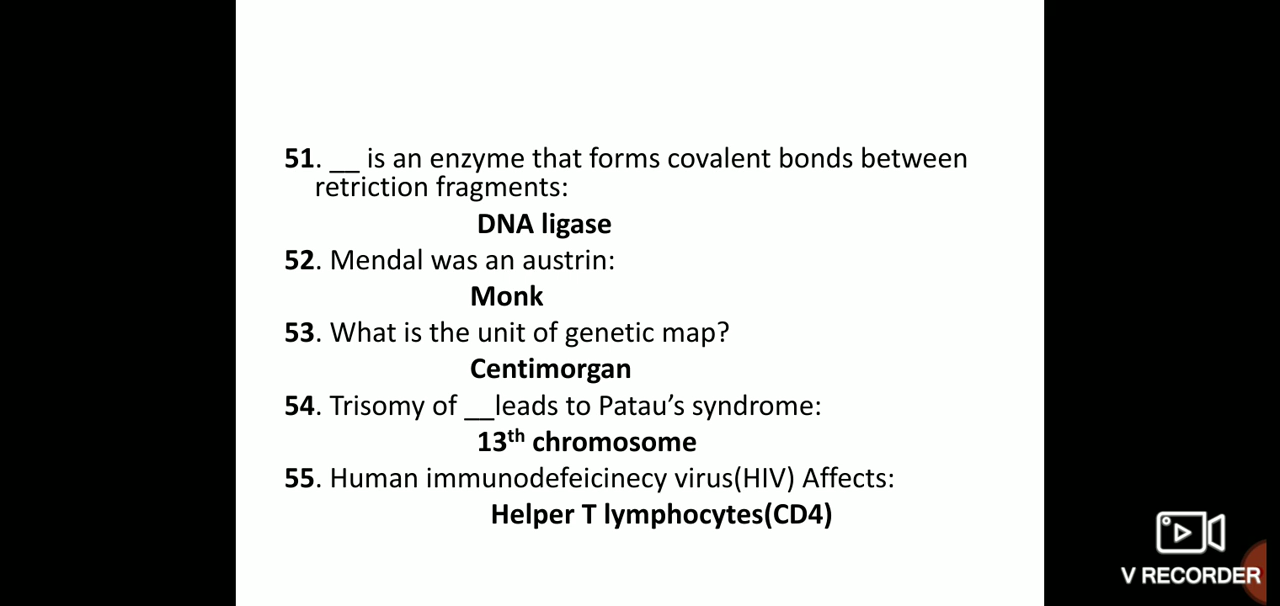 51. __ is an enzyme that forms covalent bonds between
retriction fragments:
DNA ligase
52. Mendal was an austrin:
Monk
53. What is the unit of genetic map?
Centimorgan
54. Trisomy of __leads to Patau's syndrome:
13th chromosome
55. Human immunodefeicinecy virus(HIV) Affects:
Helper T lymphocytes(CD4)
V RECORDER